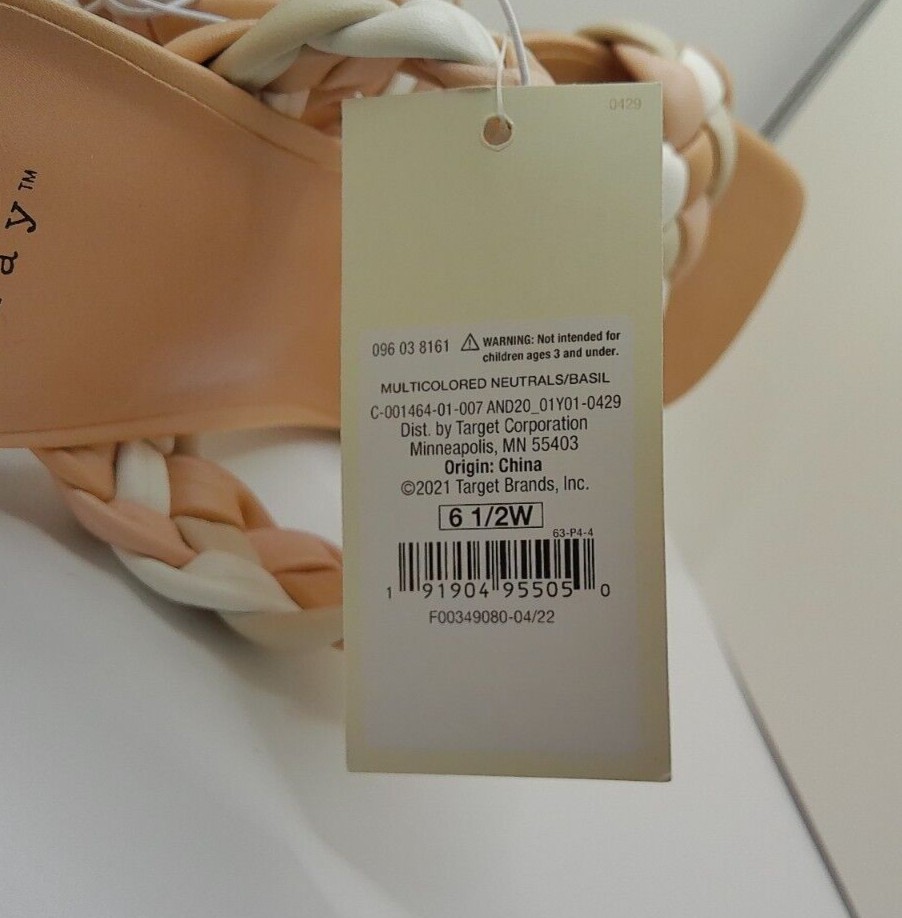 ay™
0429
096 03 8161 ⚠ WARNING: Not intended for
children ages 3 and under.
MULTICOLORED NEUTRALS/BASIL
C-001464-01-007 AND20_01Y01-0429
Dist. by Target Corporation
Minneapolis, MN 55403
Origin: China
©2021 Target Brands, Inc.
6 1/2W
63-P4-4
1 91904 95505 0
F00349080-04/22